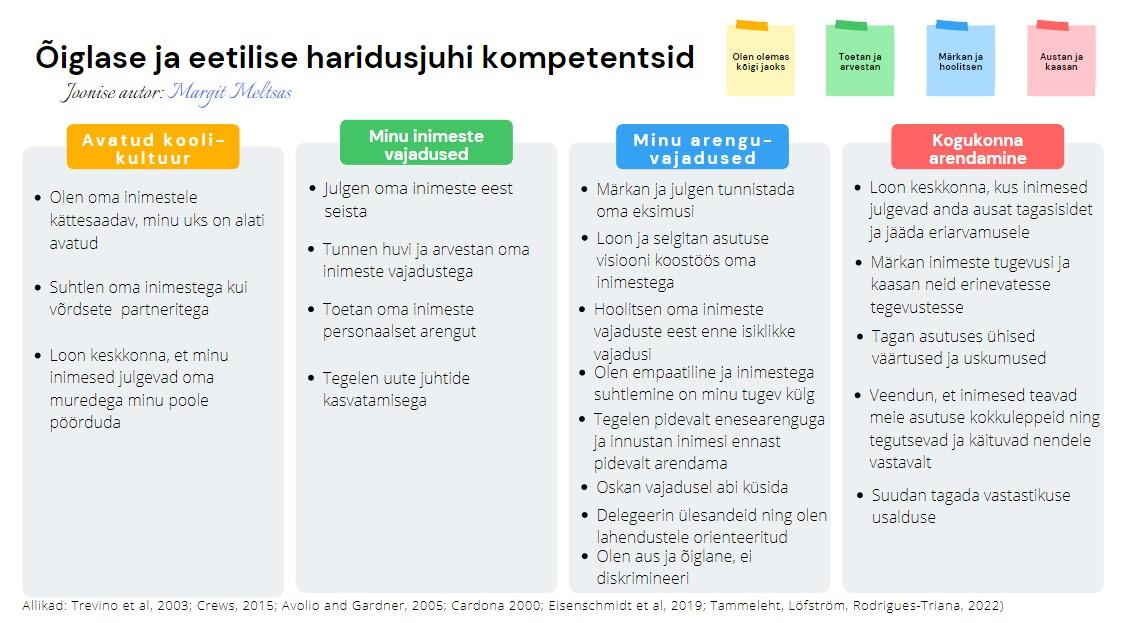 Õiglase ja eetilise haridusjuhi kompetentsid
Joonise autor: Margit Meltsas
Olen olemas
kõigi jaoks
Toetan ja
arvestan
Märkan ja
hoolitsen
Austan ja
kaasan
Avatud kooli-
kultuur
Olen oma inimestele
kättesaadav, minu uks on alati
avatud
Suhtlen oma inimestega kui
võrdsete partneritega
Loon keskkonna, et minu
inimesed julgevad oma
muredega minu poole
pöörduda
Minu inimeste
vajadused
Julgen oma inimeste eest
seista
Tunnen huvi ja arvestan oma
inimeste vajadustega
Toetan oma inimeste
personaalset arengut
Tegelen uute juhtide
kasvatamisega
Minu arengu-
vajadused
Märkan ja julgen tunnistada
oma eksimusi
Loon ja selgitan asutuse
visiooni koostöös oma
inimestega
Hoolitsen oma inimeste
vajaduste eest enne isiklikke
vajadusi
Olen empaatiline ja inimestega
suhtlemine on minu tugev külg
Tegelen pidevalt enesearenguga
ja innustan inimesi ennast
pidevalt arendama
Oskan vajadusel abi küsida
Delegeerin ülesandeid ning olen
lahendustele orienteeritud
Olen aus ja õiglane, ei
diskrimineeri
Kogukonna
arendamine
Loon keskkonna, kus inimesed
julgevad anda ausat tagasisidet
ja jääda eriarvamusele
Märkan inimeste tugevusi ja
kaasan neid erinevatesse
tegevustesse
Tagan asutuses ühised
väärtused ja uskumused
Veendun, et inimesed teavad
meie asutuse kokkuleppeid ning
tegutsevad ja käituvad nendele
vastavalt
Suudan tagada vastastikuse
usalduse
Allikad: Trevino et al, 2003; Crews, 2015; Avolio and Gardner, 2005; Cardona 2000; Eisenschmidt et al, 2019; Tammeleht, Löfström, Rodrigues-Triana, 2022)